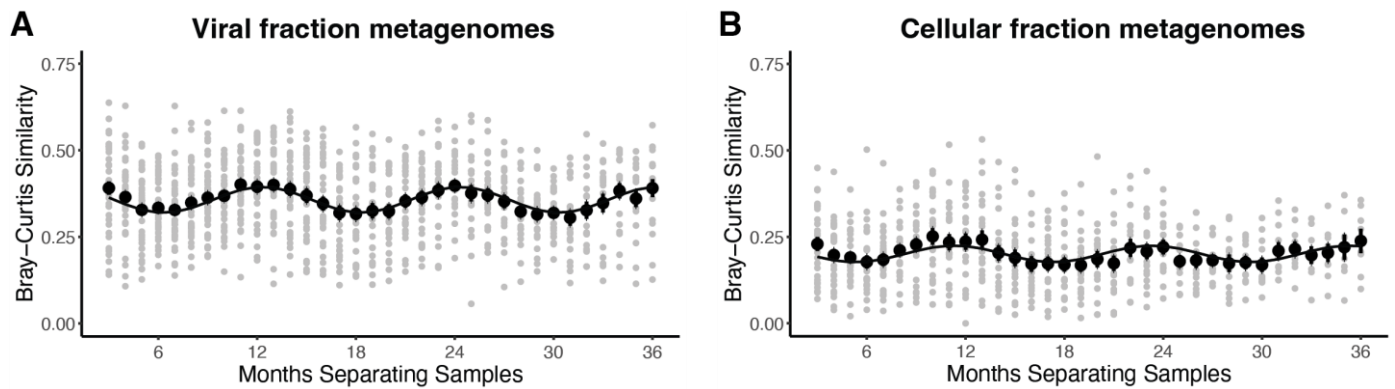 A
Viral fraction metagenomes
Bray–Curtis Similarity
0.75
0.50
0.25
0.00
6 12 18 24 30 36
Months Separating Samples
B
Cellular fraction metagenomes
Bray–Curtis Similarity
0.75
0.50
0.25
0.00
6 12 18 24 30 36
Months Separating Samples